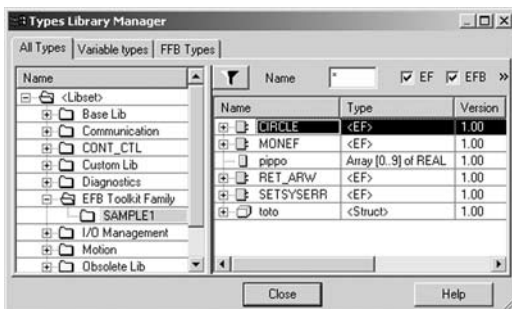 Types Library Manager
All Types Variable types FFB Types
Name
<Libset>
Base Lib
Communication
CONT_CTL
Custom Lib
Diagnostics
EFB Toolkit Family
SAMPLE1
I/O Management
Motion
Obsolete Lib
Name * EF EFB »
Name Type Version
CIRCLE <EF> 1.00
MONEF <EF> 1.00
pippo Array [0..9] of REAL 1.00
RET_ARW <EF> 1.00
SETSYSERR <EF> 1.00
toto <Struct> 1.00
Close Help